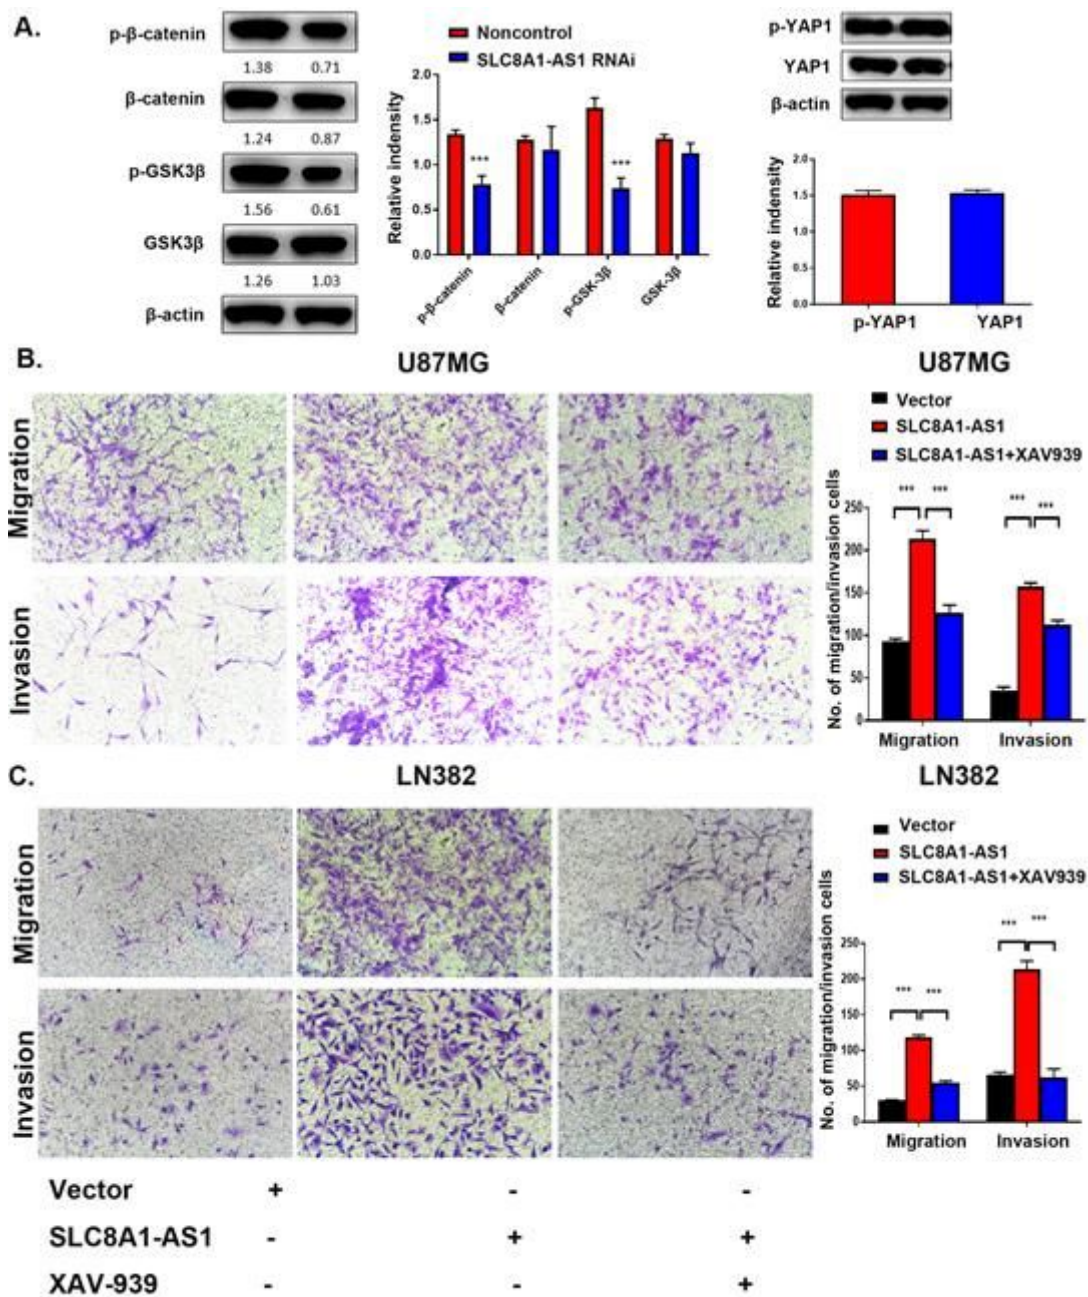 A.
p-β-catenin
1.38 0.71
β-catenin
1.24 0.87
p-GSK3β
1.56 0.61
GSK3β
1.26 1.03
β-actin
Noncontrol
SLC8A1-AS1 RNAi
Relative indensity
2.0
1.5
1.0
0.5
0.0
***
***
p-β-catenin
β-catenin
p-GSK-3β
GSK-3β
p-YAP1
YAP1
β-actin
Relative indensity
2.0
1.5
1.0
0.5
0.0
p-YAP1 YAP1
B.
U87MG
Migration
Invasion
U87MG
Vector
SLC8A1-AS1
SLC8A1-AS1+XAV939
No. of migration/invasion cells
250
200
150
100
50
0
*** ***
*** ***
Migration Invasion
C.
LN382
Migration
Invasion
LN382
Vector
SLC8A1-AS1
SLC8A1-AS1+XAV939
No. of migration/invasion cells
250
200
150
100
50
0
*** ***
*** ***
Migration Invasion
Vector + - -
SLC8A1-AS1 - + +
XAV-939 - - +